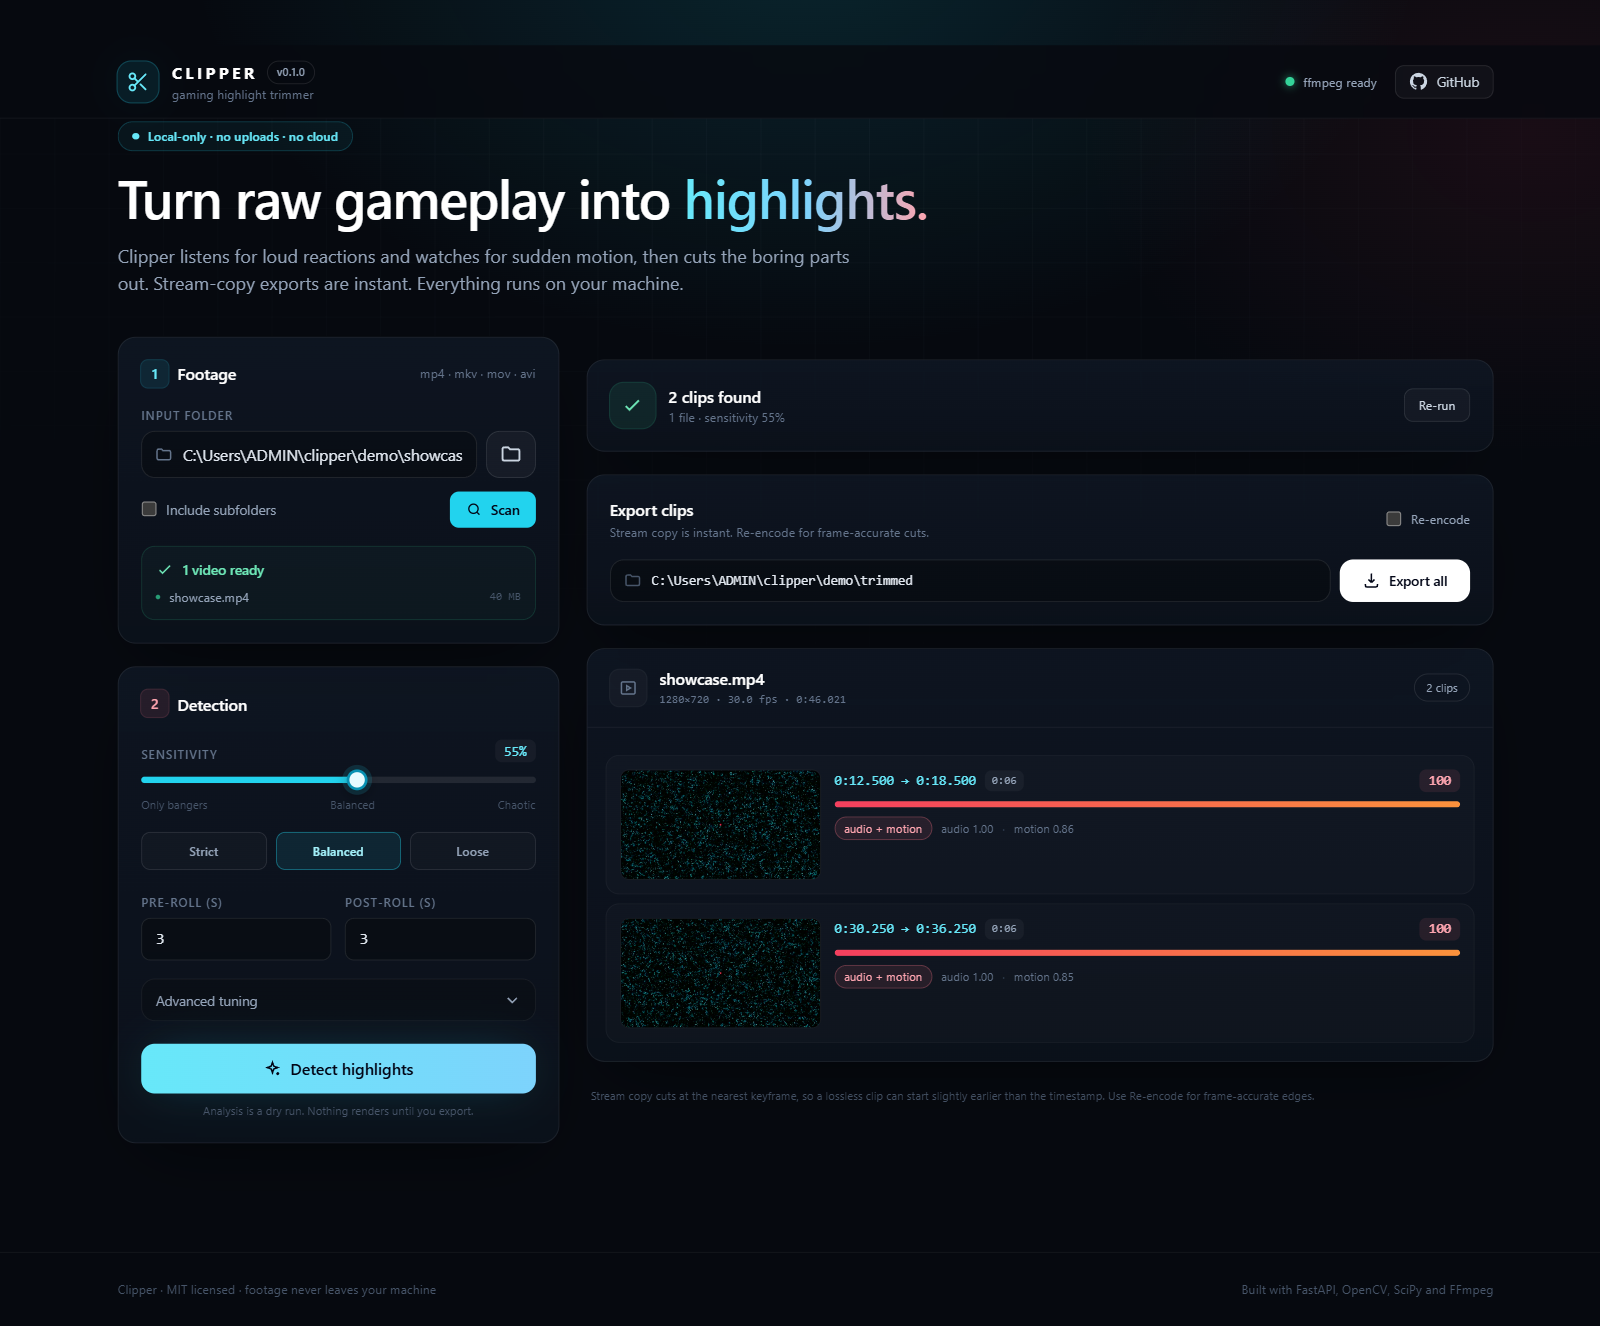 CLIPPER v0.1.0
gaming highlight trimmer
ffmpeg ready
GitHub
Local-only · no uploads · no cloud
Turn raw gameplay into highlights.
Clipper listens for loud reactions and watches for sudden motion, then cuts the boring parts
out. Stream-copy exports are instant. Everything runs on your machine.
1 Footage
mp4 · mkv · mov · avi
INPUT FOLDER
C:\Users\ADMIN\clipper\demo\showcas
Include subfolders
Scan
1 video ready
showcase.mp4
40 MB
2 Detection
SENSITIVITY
55%
Only bangers
Balanced
Chaotic
Strict
Balanced
Loose
PRE-ROLL (S)
POST-ROLL (S)
3
3
Advanced tuning
Detect highlights
Analysis is a dry run. Nothing renders until you export.
2 clips found
1 file · sensitivity 55%
Re-run
Export clips
Stream copy is instant. Re-encode for frame-accurate cuts.
Re-encode
C:\Users\ADMIN\clipper\demo\trimmed
Export all
showcase.mp4
1280×720 · 30.0 fps · 0:46.021
2 clips
0:12.500 → 0:18.500 0:06
100
audio + motion audio 1.00 · motion 0.86
0:30.250 → 0:36.250 0:06
100
audio + motion audio 1.00 · motion 0.85
Stream copy cuts at the nearest keyframe, so a lossless clip can start slightly earlier than the timestamp. Use Re-encode for frame-accurate edges.
Clipper · MIT licensed · footage never leaves your machine
Built with FastAPI, OpenCV, SciPy and FFmpeg